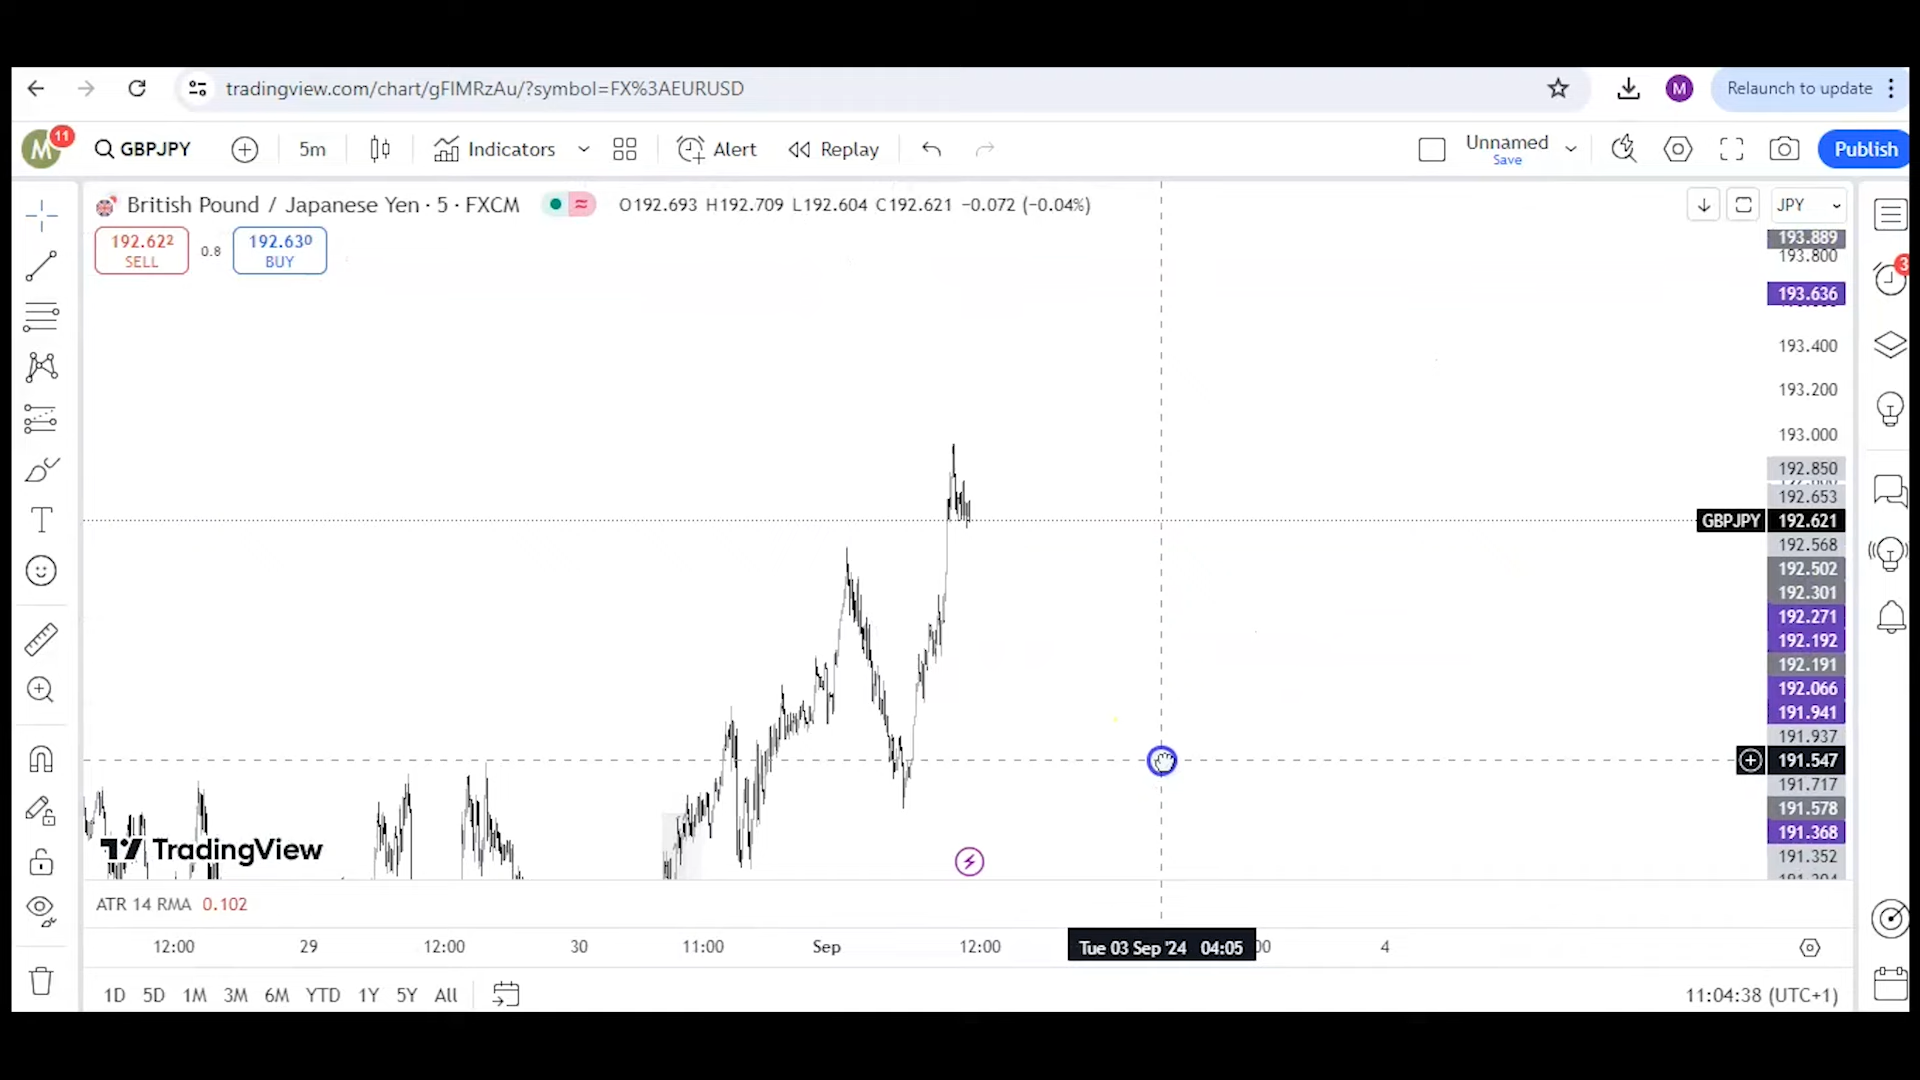 tradingview.com/chart/gFlMRzAu/?symbol=FX%3AEURUSD
M
Relaunch to update
M 11
GBPJPY
5m
Indicators
Alert
Replay
Unnamed
Save
Publish
British Pound / Japanese Yen · 5 · FXCM
O192.693 H192.709 L192.604 C192.621 −0.072 (−0.04%)
JPY
192.622
SELL
0.8
192.630
BUY
193.889
193.800
3
193.636
193.400
193.200
193.000
192.850
192.653
GBPJPY 192.621
192.568
192.502
192.301
192.271
192.192
192.191
192.066
191.941
191.937
191.547
191.717
191.578
191.368
191.352
TradingView
ATR 14 RMA 0.102
12:00 29 12:00 30 11:00 Sep 12:00 Tue 03 Sep '24 04:05 4
1D 5D 1M 3M 6M YTD 1Y 5Y All
11:04:38 (UTC+1)